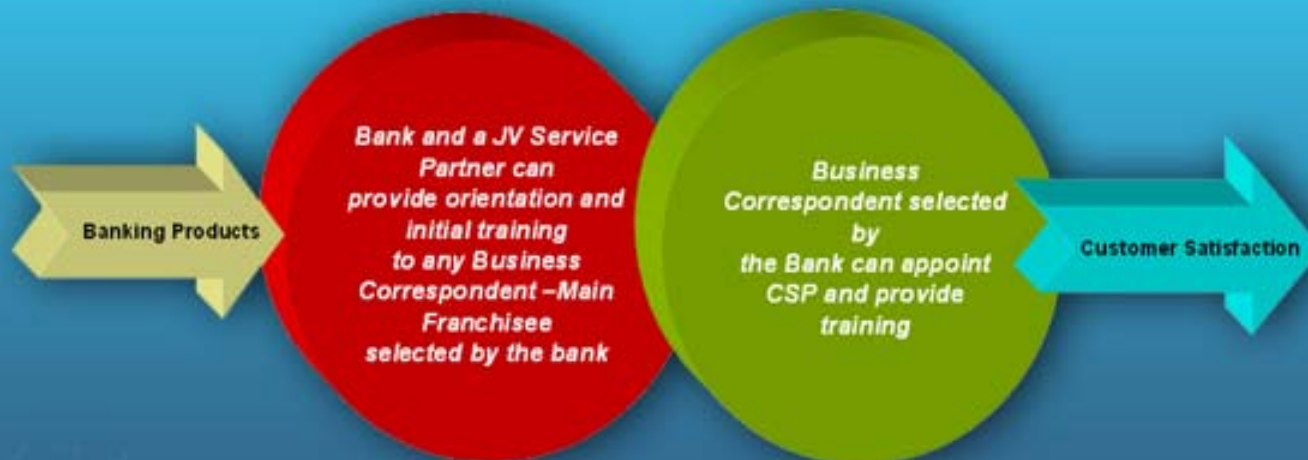 Banking Products
Bank and a JV Service
Partner can
provide orientation and
initial training
to any Business
Correspondent –Main
Franchisee
selected by the bank
Business
Correspondent selected
by
the Bank can appoint
CSP and provide
training
Customer Satisfaction